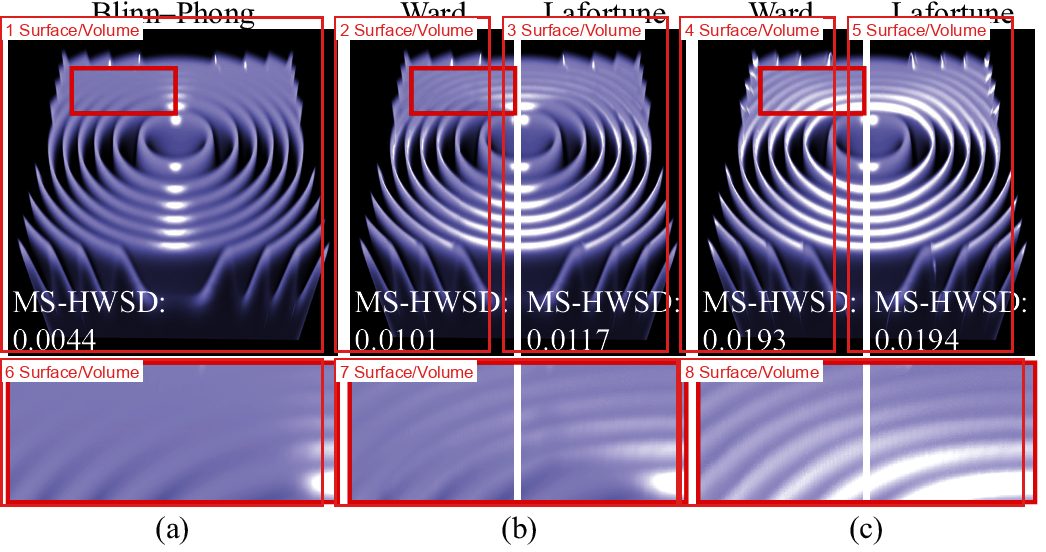 Blinn–Phong Ward Lafortune Ward Lafortune
1 Surface/Volume 2 Surface/Volume 3 Surface/Volume 4 Surface/Volume 5 Surface/Volume
MS-HWSD: MS-HWSD: MS-HWSD: MS-HWSD: MS-HWSD:
0.0044 0.0101 0.0117 0.0193 0.0194
6 Surface/Volume 7 Surface/Volume 8 Surface/Volume
(a) (b) (c)